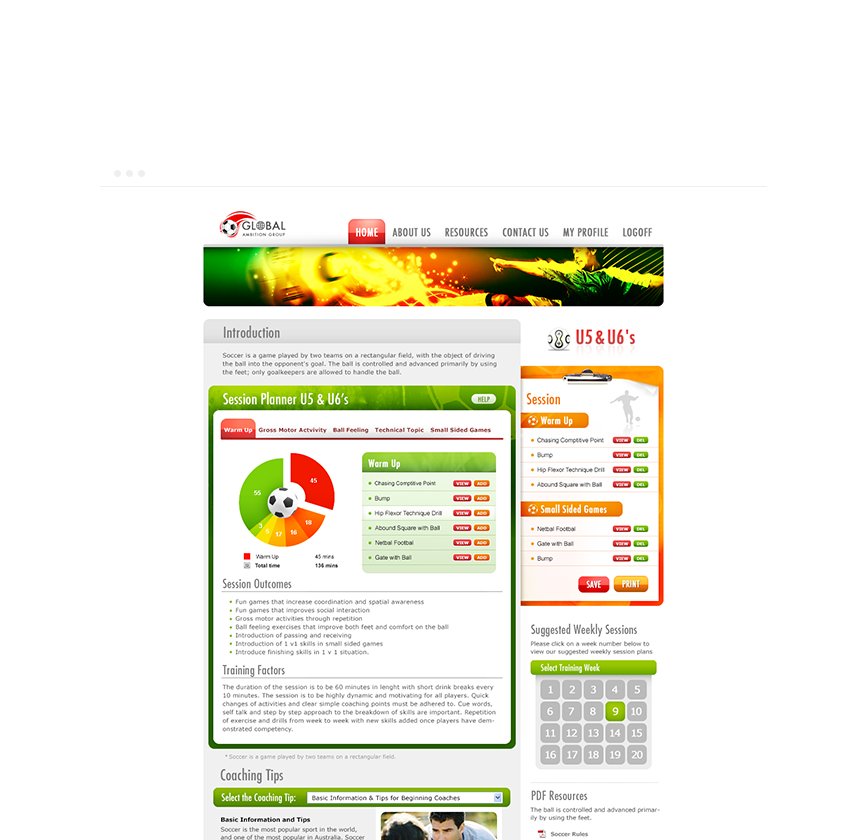 GLOBAL
AMBITION GROUP
HOME
ABOUT US
RESOURCES
CONTACT US
MY PROFILE
LOGOFF
Introduction
Soccer is a game played by two teams on a rectangular field, with the object of driving
the ball into the opponent's goal. The ball is controlled and advanced primarily by using
the feet; only goalkeepers are allowed to handle the ball.
Session Planner U5 & U6's
HELP
Warm Up
Gross Motor Actvivity
Ball Feeling
Technical Topic
Small Sided Games
55
45
3
5
17
16
18
Warm Up 45 mins
Total time 136 mins
Warm Up
Chasing Comptitive Point VIEW ADD
Bump VIEW ADD
Hip Flexor Technique Drill VIEW ADD
Abound Square with Ball VIEW ADD
Netbal Footbal VIEW ADD
Gate with Ball VIEW ADD
Session Outcomes
Fun games that increase coordination and spatial awareness
Fun games that improves social interaction
Gross motor activities through repetition
Ball feeling exercises that improve both feet and comfort on the ball
Introduction of passing and receiving
Introduction of 1 v1 skills in small sided games
Introduce finishing skills in 1 v 1 situation.
Training Factors
The duration of the session is to be 60 minutes in lenght with short drink breaks every
10 minutes. The session is to be highly dynamic and motivating for all players. Quick
changes of activities and clear simple coaching points must be adhered to. Cue words,
self talk and step by step approach to the breakdown of skills are important. Repetition
of exercise and drills from week to week with new skills added once players have dem-
onstrated competency.
* Soccer is a game played by two teams on a rectangular field.
Coaching Tips
Select the Coaching Tip:
Basic Information & Tips for Beginning Coaches
Basic Information and Tips
Soccer is the most popular sport in the world,
and one of the most popular in Australia. Soccer
U5 & U6's
Session
Warm Up
Chasing Comptitive Point VIEW DEL
Bump VIEW DEL
Hip Flexor Technique Drill VIEW DEL
Abound Square with Ball VIEW DEL
Small Sided Games
Netbal Footbal VIEW DEL
Gate with Ball VIEW DEL
Bump VIEW DEL
SAVE
PRINT
Suggested Weekly Sessions
Please click on a week number below to
view our suggested weekly session plans
Select Training Week
1 2 3 4 5
6 7 8 9 10
11 12 13 14 15
16 17 18 19 20
PDF Resources
The ball is controlled and advanced primar-
ily by using the feet.
Soccer Rules